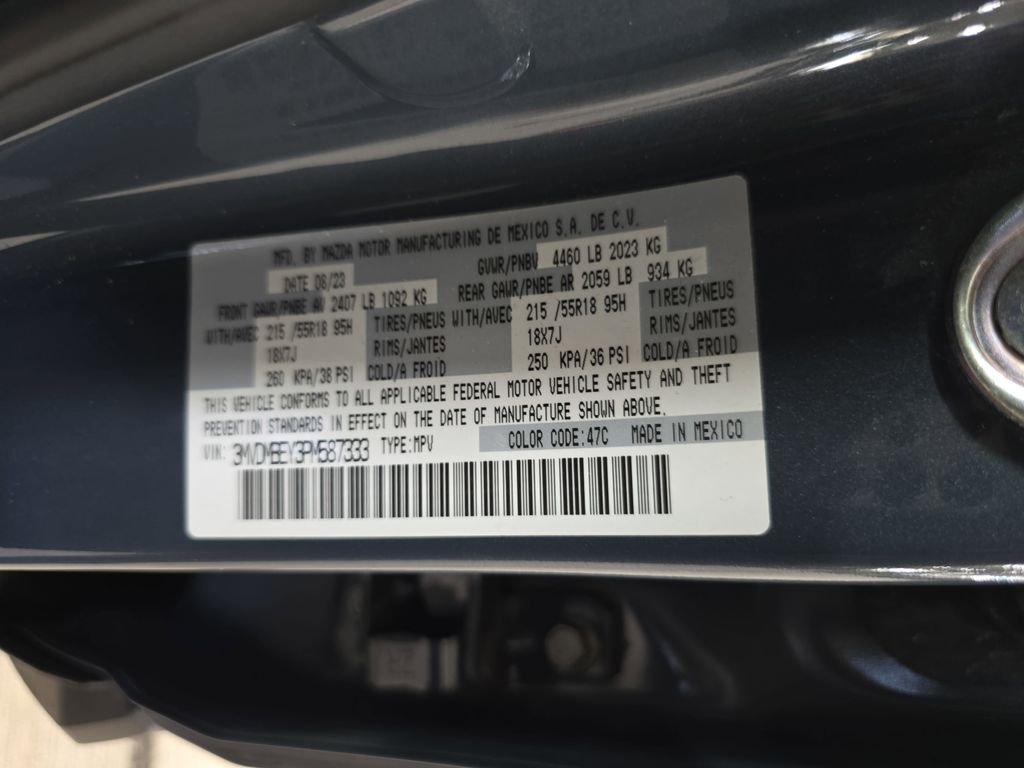 MFD. BY MAZDA MOTOR MANUFACTURING DE MEXICO S.A. DE C.V.
DATE 08/23 GVWR/PNBV 4460 LB 2023 KG
FRONT GAWR/PNBE AV 2407 LB 1092 KG REAR GAWR/PNBE AR 2059 LB 934 KG
WITH/AVEC 215 /55R18 95H TIRES/PNEUS WITH/AVEC 215 /55R18 95H TIRES/PNEUS
18X7J RIMS/JANTES 18X7J RIMS/JANTES
260 KPA/38 PSI COLD/A FROID 250 KPA/36 PSI COLD/A FROID
THIS VEHICLE CONFORMS TO ALL APPLICABLE FEDERAL MOTOR VEHICLE SAFETY AND THEFT
PREVENTION STANDARDS IN EFFECT ON THE DATE OF MANUFACTURE SHOWN ABOVE.
VIN: 3MVDMBEY3PM587333 TYPE:MPV COLOR CODE:47C MADE IN MEXICO